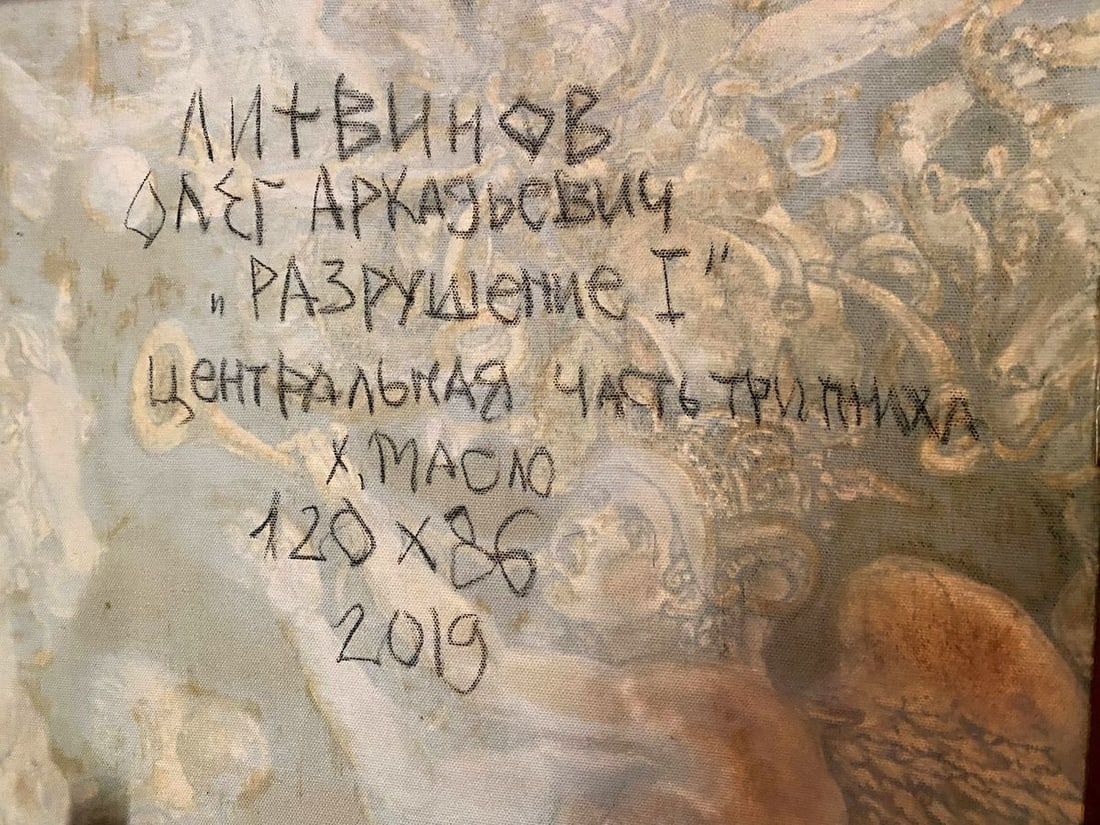 ЛИТВИНОВ
ОЛЕГ АРКАДЬЕВИЧ
„РАЗРУШЕНИЕ I"
ЦЕНТРАЛЬНАЯ ЧАСТЬ ТРИПТИХА
Х, МАСЛО
120 х 86
2019